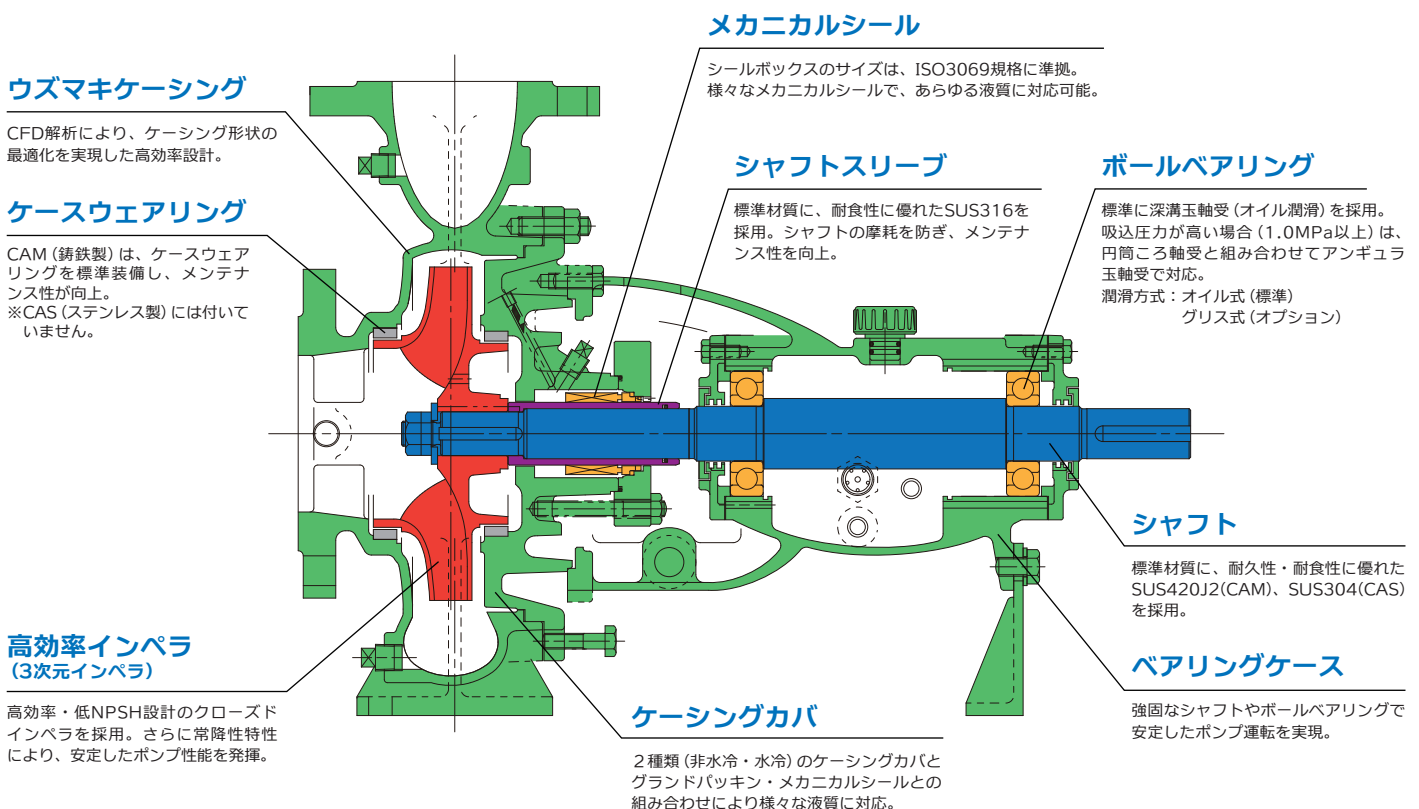 メカニカルシール
シールボックスのサイズは、ISO3069規格に準拠。
様々なメカニカルシールで、あらゆる液質に対応可能。
ウズマキケーシング
CFD解析により、ケーシング形状の
最適化を実現した高効率設計。
ケースウェアリング
CAM（鋳鉄製）は、ケースウェア
リングを標準装備し、メンテナ
ンス性が向上。
※CAS（ステンレス製）には付いて
いません。
シャフトスリーブ
標準材質に、耐食性に優れたSUS316を
採用。シャフトの摩耗を防ぎ、メンテナ
ンス性を向上。
ボールベアリング
標準に深溝玉軸受（オイル潤滑）を採用。
吸込圧力が高い場合（1.0MPa以上）は、
円筒ころ軸受と組み合わせてアンギュラ
玉軸受で対応。
潤滑方式：オイル式（標準）
グリス式（オプション）
シャフト
標準材質に、耐久性・耐食性に優れた
SUS420J2(CAM)、SUS304(CAS)
を採用。
高効率インペラ
（3次元インペラ）
高効率・低NPSH設計のクローズド
インペラを採用。さらに常降性特性
により、安定したポンプ性能を発揮。
ケーシングカバ
２種類（非水冷・水冷）のケーシングカバと
グランドパッキン・メカニカルシールとの
組み合わせにより様々な液質に対応。
ベアリングケース
強固なシャフトやボールベアリングで
安定したポンプ運転を実現。